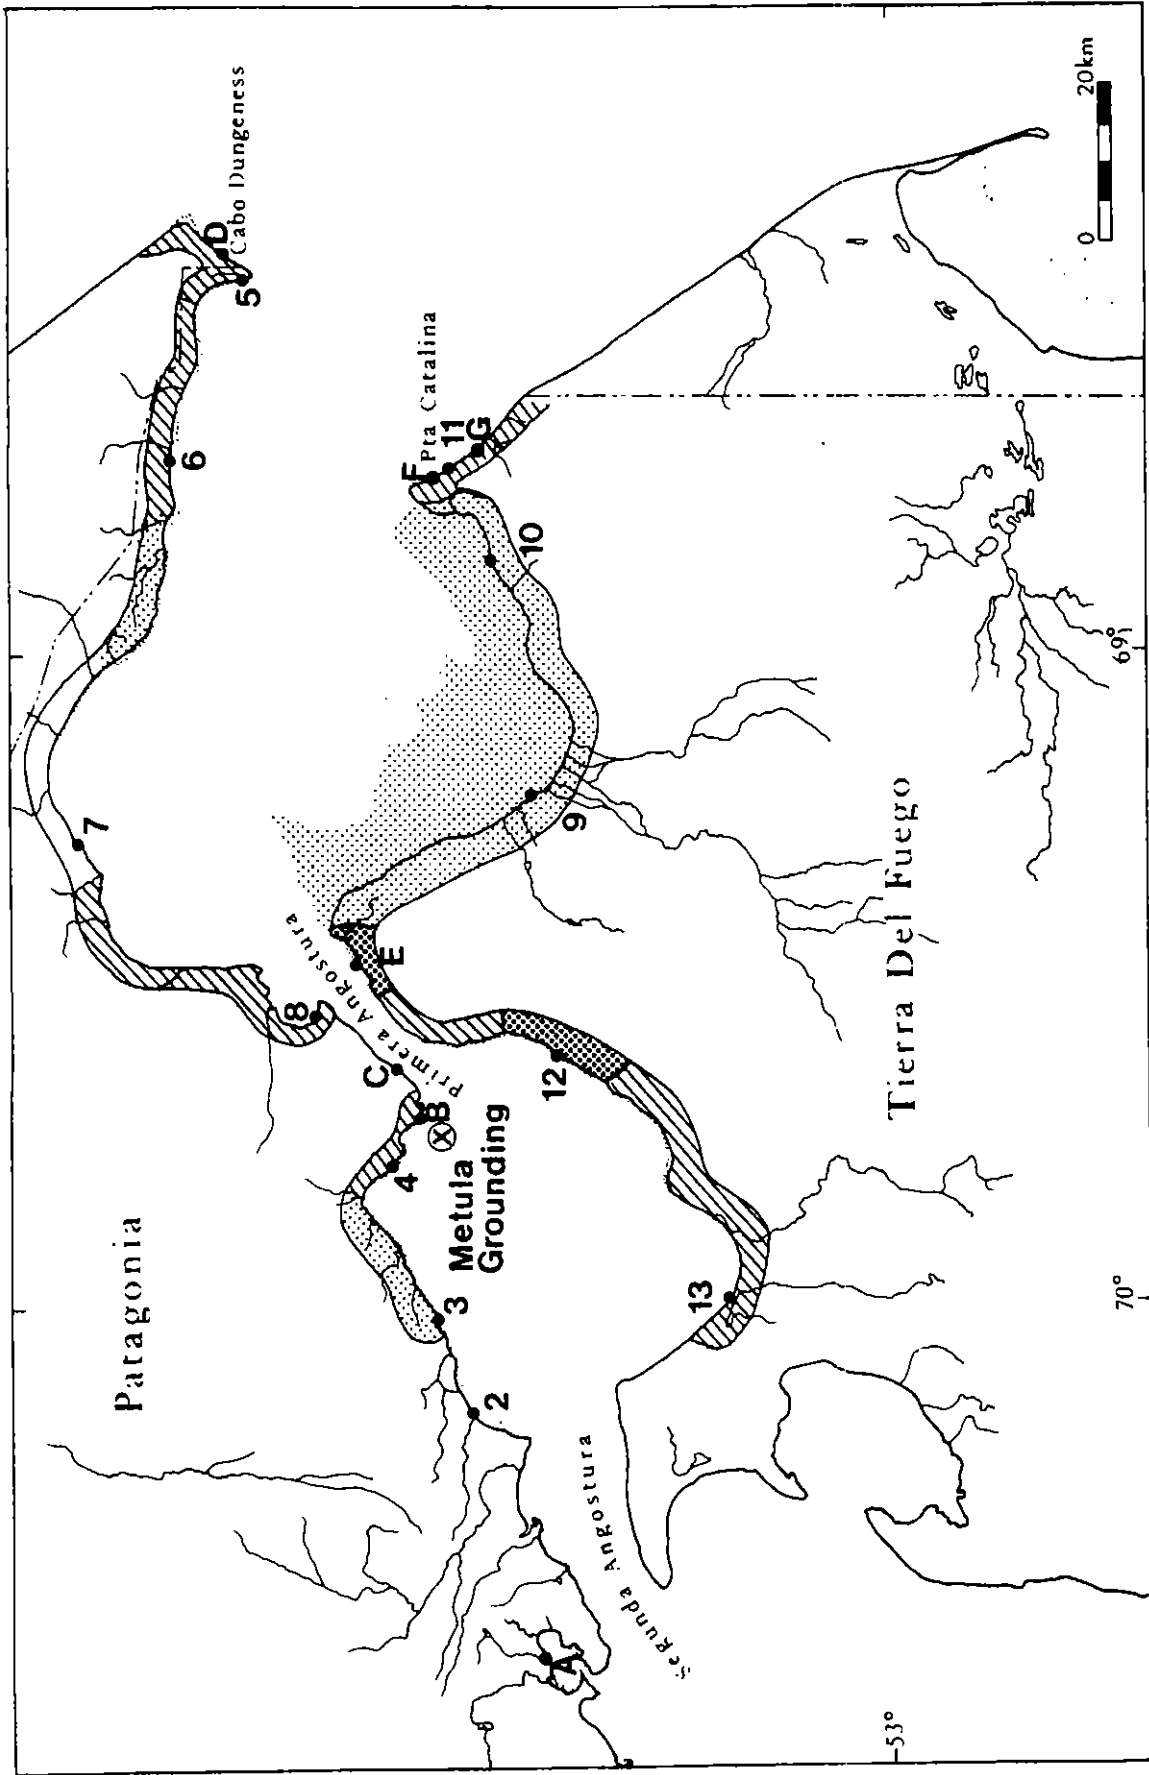 Patagonia
Cabo Dungeness
D
5
6
7
8
Pta Catalina
F
11
G
10
9
Primera Angostura
E
C
B
4
Metula
Grounding
12
3
2
13
Segunda Angostura
A
Tierra Del Fuego
0 20km
53°
70°
69°